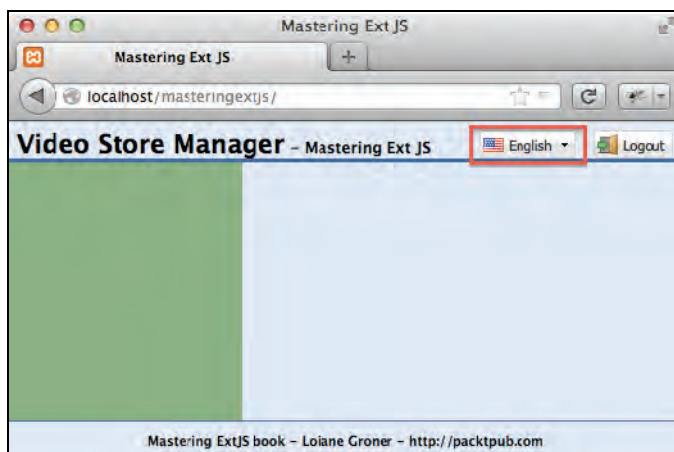 Mastering Ext JS
Mastering Ext JS
localhost/masteringextjs/
Video Store Manager – Mastering Ext JS
English
Logout
Mastering ExtJS book – Loiane Groner – http://packtpub.com